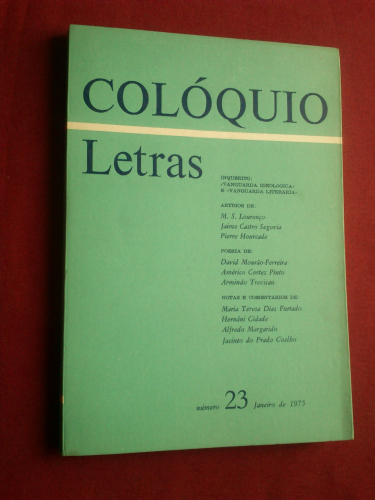 COLÓQUIO
Letras
INQUÉRITO:
«VANGUARDA IDEOLÓGICA»
E «VANGUARDA LITERÁRIA»
ARTIGOS DE:
M. S. Lourenço
Jaime Castro Segovia
Pierre Hourcade
POESIA DE:
David Mourão-Ferreira
Américo Cortez Pinto
Armindo Trevisan
NOTAS E COMENTÁRIOS DE:
Maria Teresa Dias Furtado
Hernâni Cidade
Alfredo Margarido
Jacinto do Prado Coelho
número 23 Janeiro de 1975